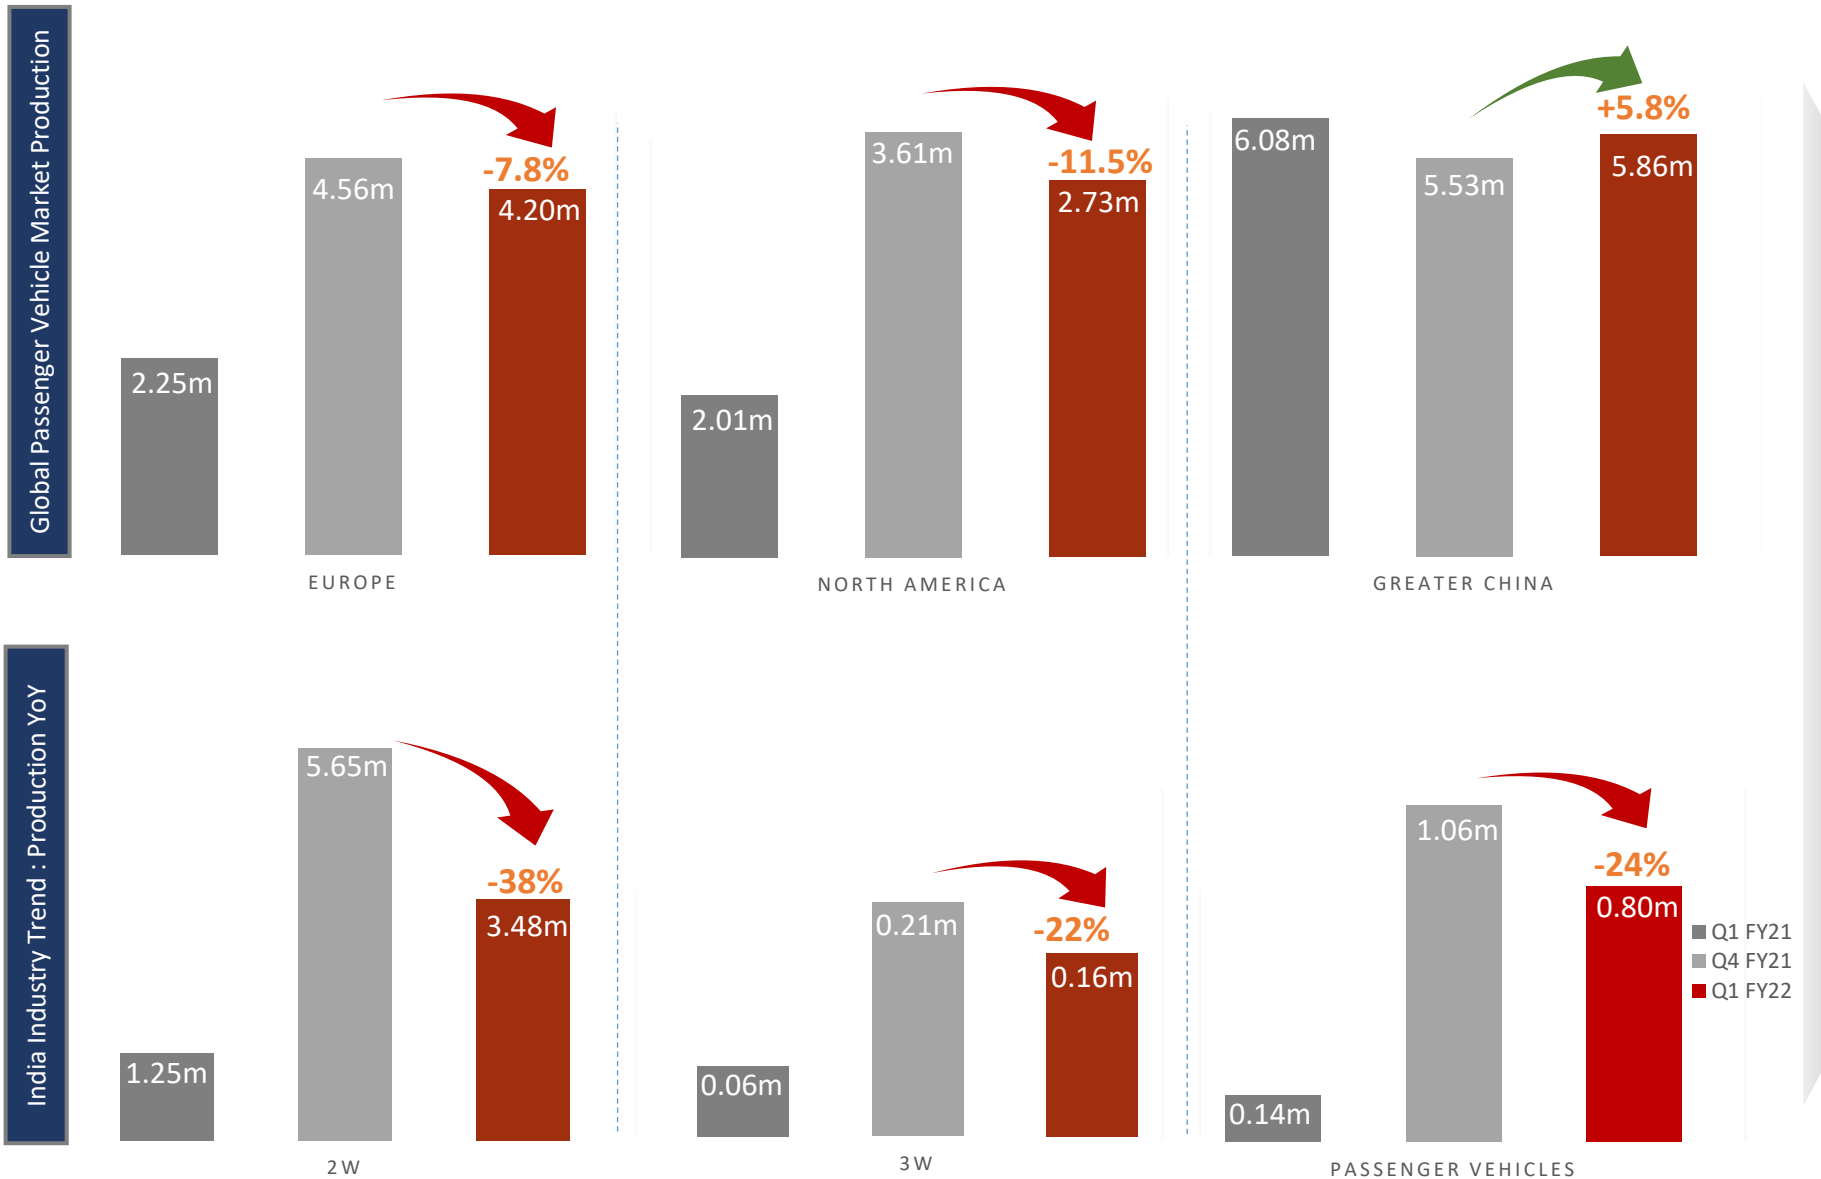 Global Passenger Vehicle Market Production
2.25m
4.56m
-7.8%
4.20m
EUROPE
2.01m
3.61m
-11.5%
2.73m
NORTH AMERICA
6.08m
5.53m
+5.8%
5.86m
GREATER CHINA
India Industry Trend : Production YoY
1.25m
5.65m
-38%
3.48m
2W
0.06m
0.21m
-22%
0.16m
3W
0.14m
1.06m
-24%
0.80m
PASSENGER VEHICLES
Q1 FY21
Q4 FY21
Q1 FY22